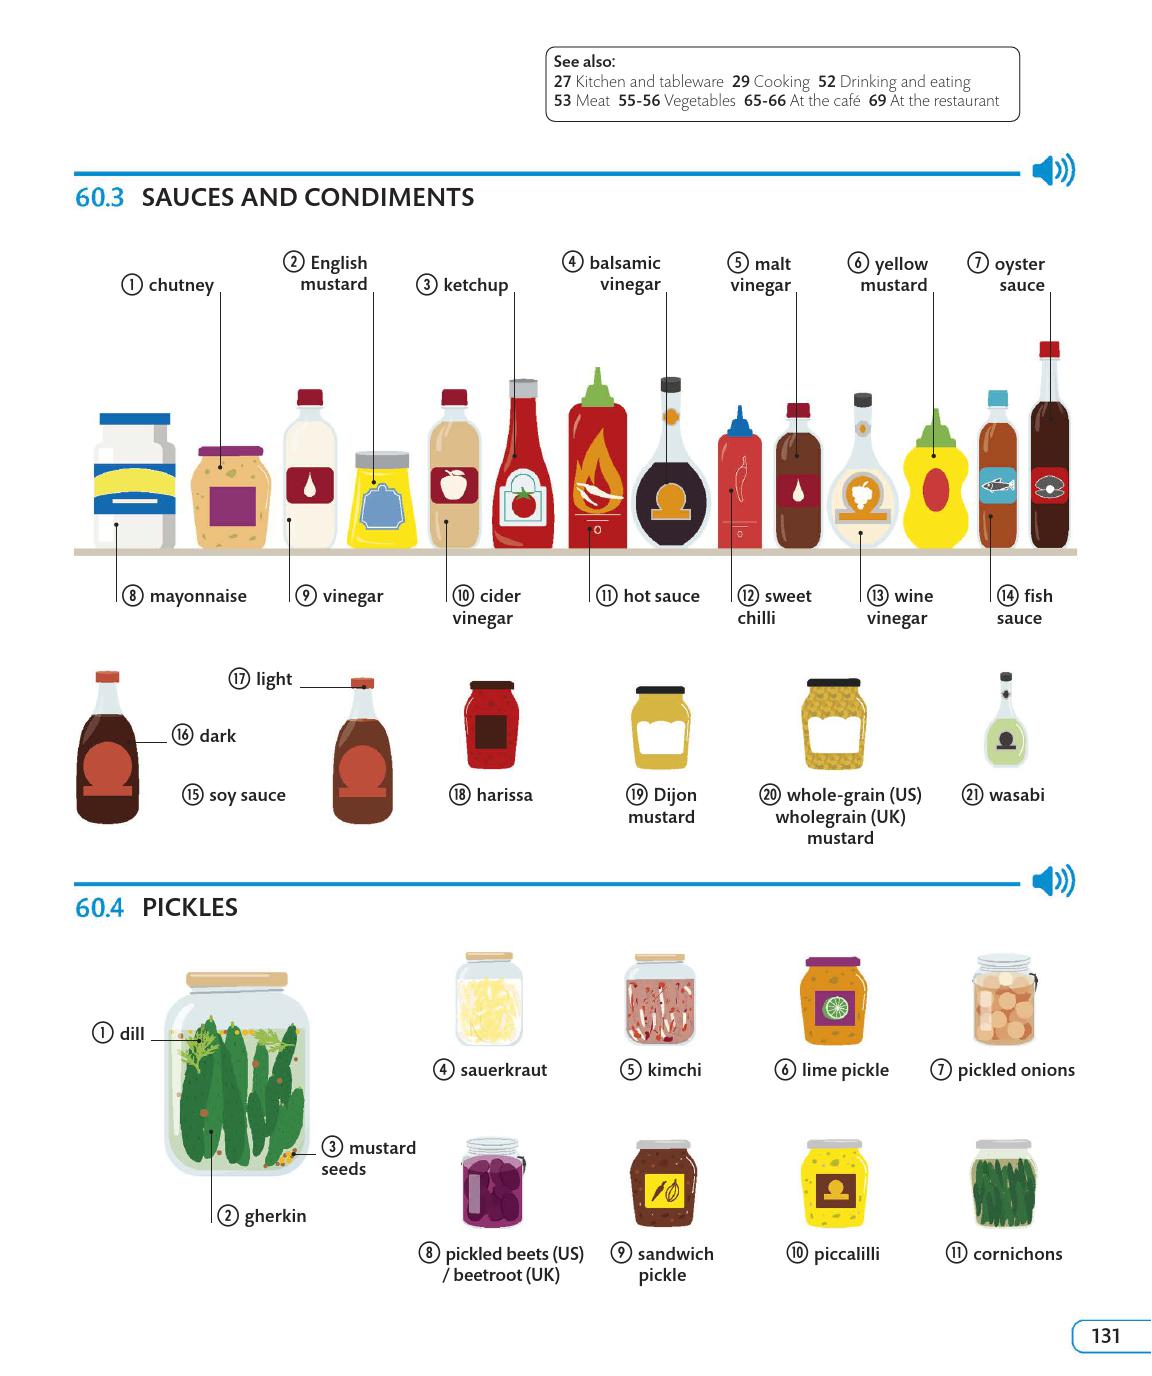 See also:
27 Kitchen and tableware 29 Cooking 52 Drinking and eating
53 Meat 55-56 Vegetables 65-66 At the café 69 At the restaurant
60.3 SAUCES AND CONDIMENTS
① chutney
② English
mustard
③ ketchup
④ balsamic
vinegar
⑤ malt
vinegar
⑥ yellow
mustard
⑦ oyster
sauce
⑧ mayonnaise
⑨ vinegar
⑩ cider
vinegar
⑪ hot sauce
⑫ sweet
chilli
⑬ wine
vinegar
⑭ fish
sauce
⑰ light
⑯ dark
⑮ soy sauce
⑱ harissa
⑲ Dijon
mustard
⑳ whole-grain (US)
wholegrain (UK)
mustard
㉑ wasabi
60.4 PICKLES
① dill
③ mustard
seeds
② gherkin
④ sauerkraut
⑤ kimchi
⑥ lime pickle
⑦ pickled onions
⑧ pickled beets (US)
/ beetroot (UK)
⑨ sandwich
pickle
⑩ piccalilli
⑪ cornichons
131